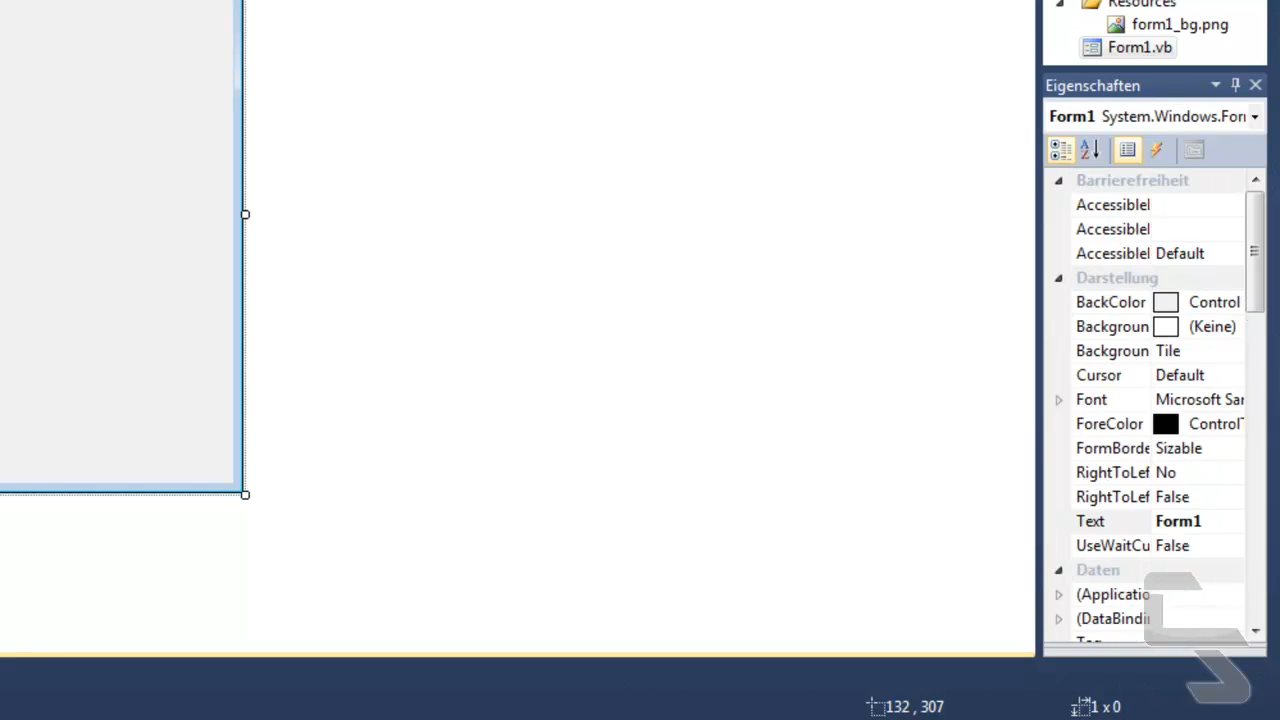 Resources
form1_bg.png
Form1.vb
Eigenschaften
Form1 System.Windows.For
Barrierefreiheit
Accessiblel
Accessiblel
Accessiblel Default
Darstellung
BackColor Control
Backgroun (Keine)
Backgroun Tile
Cursor Default
Font Microsoft Sar
ForeColor Control
FormBorde Sizable
RightToLef No
RightToLef False
Text Form1
UseWaitCu False
Daten
(Applicatio
(DataBindi
132 , 307
1 x 0